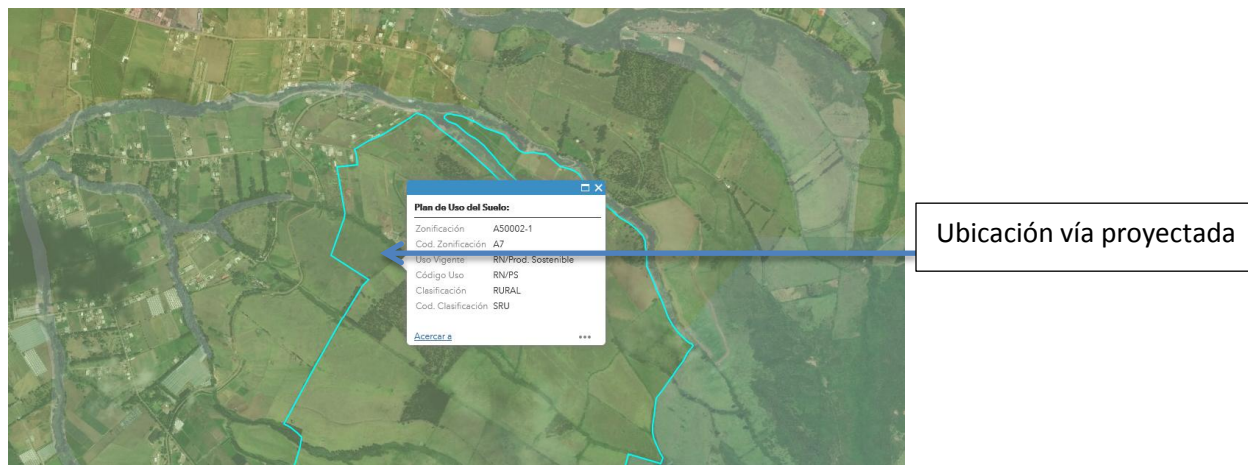 Plan de Uso del Suelo:
Zonificación A50002-1
Cod. Zonificación A7
Uso Vigente RN/Prod. Sostenible
Código Uso RN/PS
Clasificación RURAL
Cod. Clasificación SRU
Acercar a
Ubicación vía proyectada